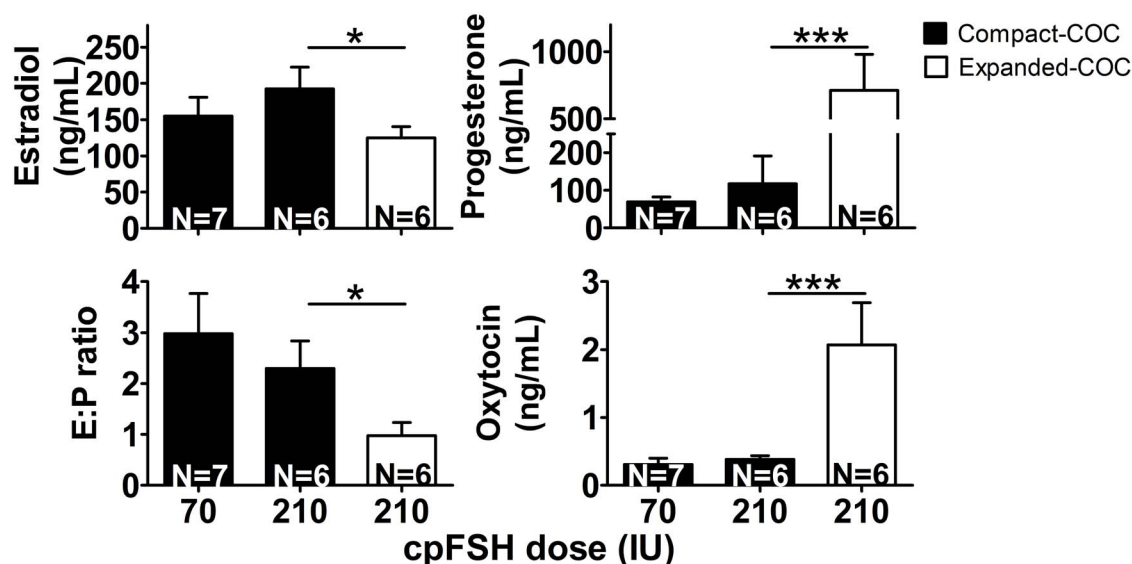 Estradiol
(ng/mL)
250
200
150
100
50
0
*
N=7
N=6
N=6
Progesterone
(ng/mL)
1000
500
200
100
0
***
N=7
N=6
N=6
Compact-COC
Expanded-COC
E:P ratio
4
3
2
1
0
*
N=7
N=6
N=6
70
210
210
Oxytocin
(ng/mL)
3
2
1
0
***
N=7
N=6
N=6
70
210
210
cpFSH dose (IU)